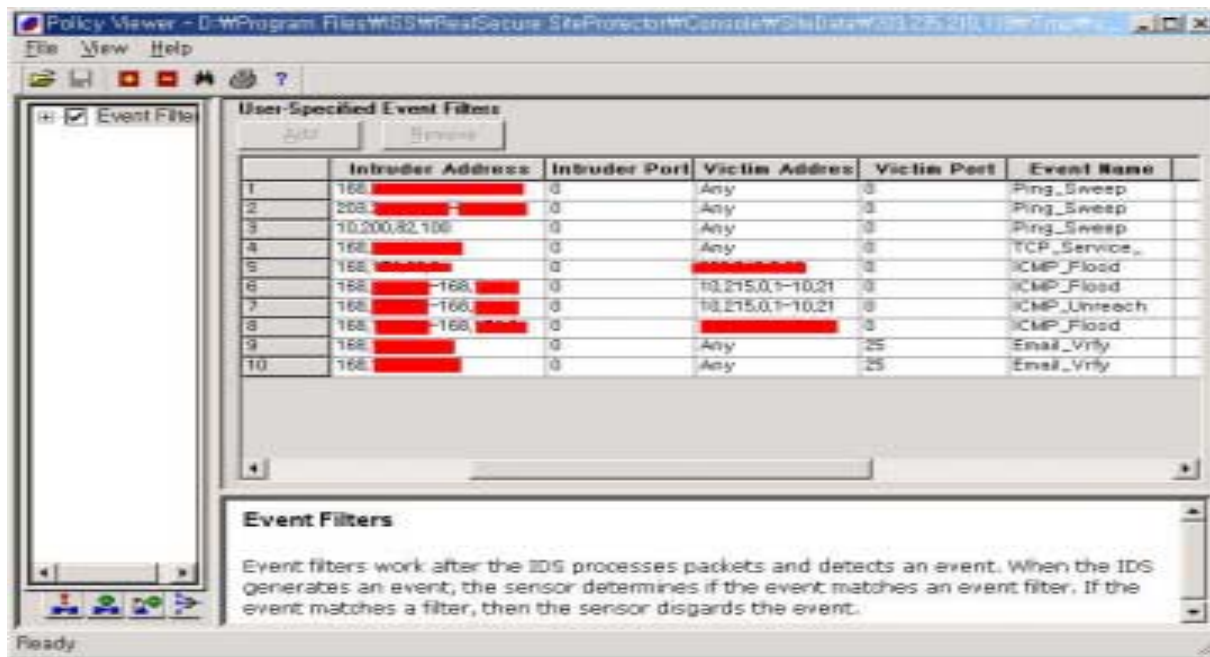 Policy Viewer - D:\Program Files\ISS\RealSecure SiteProtector\Console\SiteData\
File View Help
Event Filter
User-Specified Event Filters
Add Remove
Intruder Address Intruder Port Victim Addres Victim Port Event Name
1 168. 0 Any 0 Ping_Sweep
2 203. 0 Any 0 Ping_Sweep
3 10,200,82,100 0 Any 0 Ping_Sweep
4 168. 0 Any 0 TCP_Service_
5 168. 0 0 ICMP_Flood
6 168. -168. 0 10,215,0,1-10,21 0 ICMP_Flood
7 168. -168. 0 10,215,0,1-10,21 0 ICMP_Unreach
8 168. -168. 0 0 ICMP_Flood
9 168. 0 Any 25 Email_Vrfy
10 168. 0 Any 25 Email_Vrfy
Event Filters
Event filters work after the IDS processes packets and detects an event. When the IDS
generates an event, the sensor determines if the event matches an event filter. If the
event matches a filter, then the sensor disgards the event.
Ready